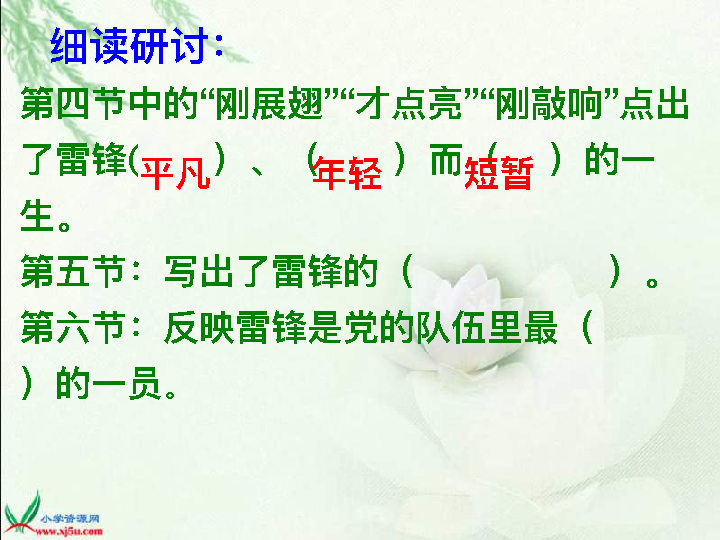 细读研讨：
第四节中的“刚展翅”“才点亮”“刚敲响”点出
了雷锋(平凡）、（年轻）而（短暂）的一
生。
第五节：写出了雷锋的（　　　　　）。
第六节：反映雷锋是党的队伍里最（
）的一员。
小学资源网
www.xj5u.com